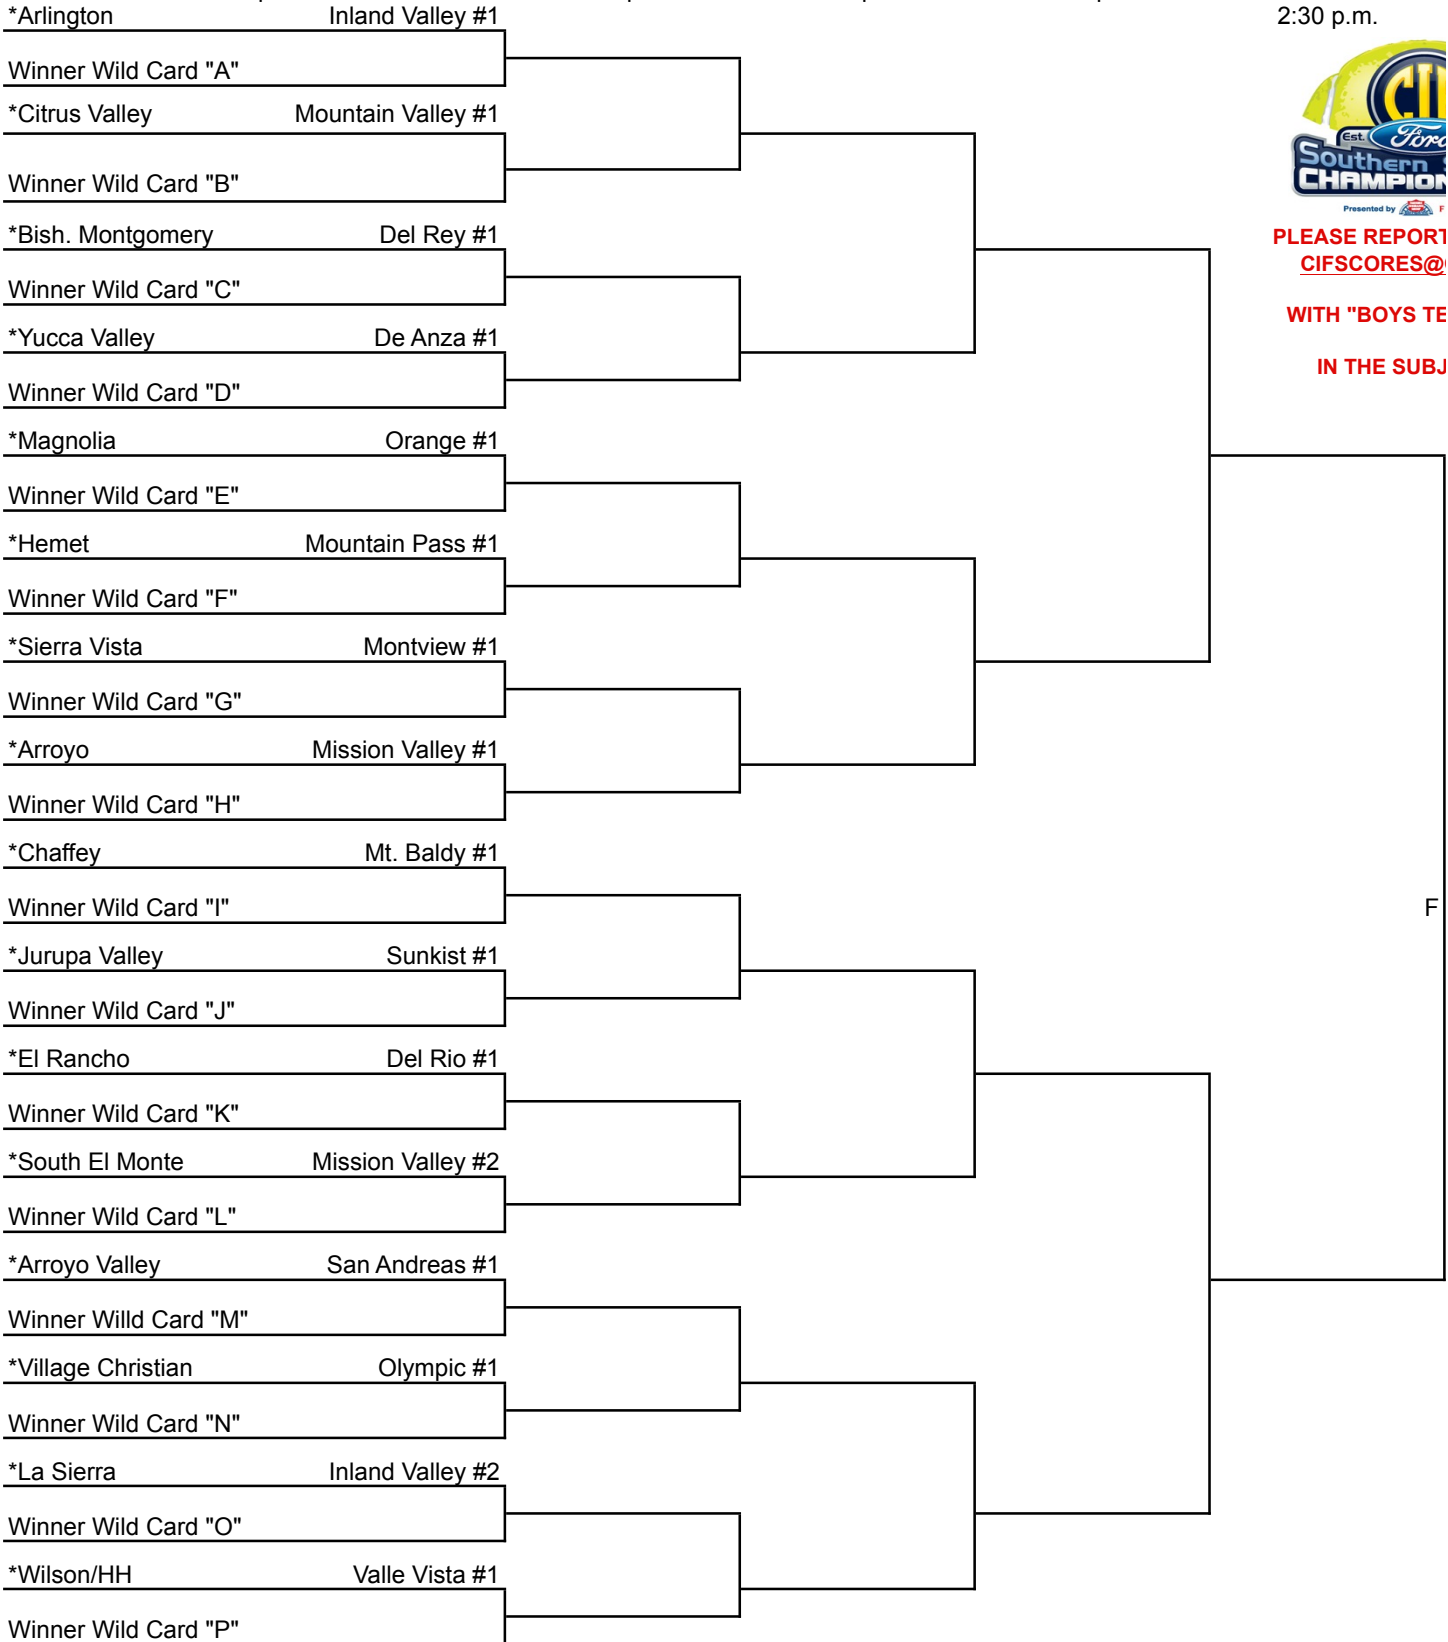 *Arlington Inland Valley #1 2:30 p.m.
Winner Wild Card "A"
*Citrus Valley Mountain Valley #1
Est. Ford
Southern
Winner Wild Card "B"
Presented by
*Bish. Montgomery Del Rey #1
PLEASE REPORT
CIFSCORES@
Winner Wild Card "C"
WITH "BOYS TE
*Yucca Valley De Anza #1
IN THE SUBJ
Winner Wild Card "D"
*Magnolia Orange #1
Winner Wild Card "E"
*Hemet Mountain Pass #1
Winner Wild Card "F"
*Sierra Vista Montview #1
Winner Wild Card "G"
*Arroyo Mission Valley #1
Winner Wild Card "H"
*Chaffey Mt. Baldy #1
Winner Wild Card "I" F
*Jurupa Valley Sunkist #1
Winner Wild Card "J"
*El Rancho Del Rio #1
Winner Wild Card "K"
*South El Monte Mission Valley #2
Winner Wild Card "L"
*Arroyo Valley San Andreas #1
Winner Willd Card "M"
*Village Christian Olympic #1
Winner Wild Card "N"
*La Sierra Inland Valley #2
Winner Wild Card "O"
*Wilson/HH Valle Vista #1
Winner Wild Card "P"